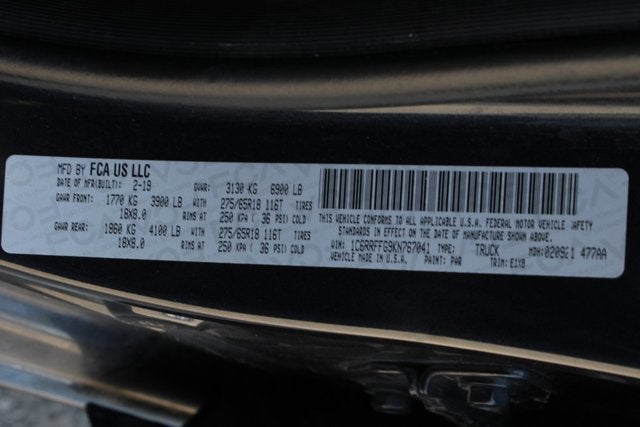 MFD BY FCA US LLC
DATE OF MFR(BUILT): 2-19 GVWR: 3130 KG 6900 LB
GAWR FRONT: 1770 KG 3900 LB WITH 275/65R18 116T TIRES
18X8.0 RIMS AT 250 KPA ( 36 PSI) COLD
GAWR REAR: 1860 KG 4100 LB WITH 275/65R18 116T TIRES
18X8.0 RIMS AT 250 KPA ( 36 PSI) COLD
THIS VEHICLE CONFORMS TO ALL APPLICABLE U.S.A. FEDERAL MOTOR VEHICLE SAFETY
STANDARDS IN EFFECT ON THE DATE OF MANUFACTURE SHOWN ABOVE.
VIN: 1C6RRFFG9KN767041 TYPE: TRUCK MDH: 477AA
VEHICLE MADE IN U.S.A. PAINT: PAR TRIM: E1X9